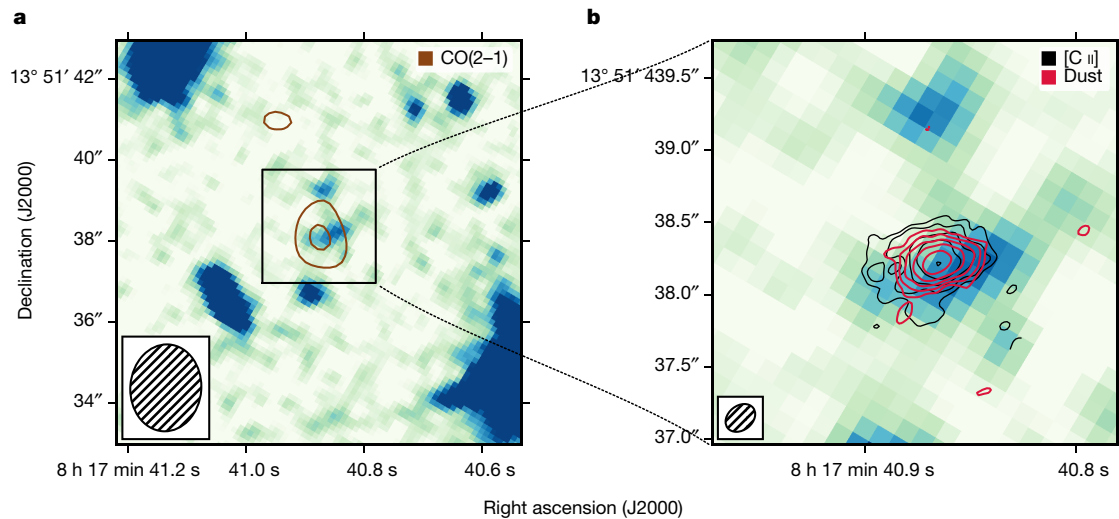 a
CO(2–1)
13° 51′ 42″
40″
38″
36″
34″
8 h 17 min 41.2 s
41.0 s
40.8 s
40.6 s
Declination (J2000)
b
[C II]
Dust
13° 51′ 439.5″
39.0″
38.5″
38.0″
37.5″
37.0″
8 h 17 min 40.9 s
40.8 s
Right ascension (J2000)